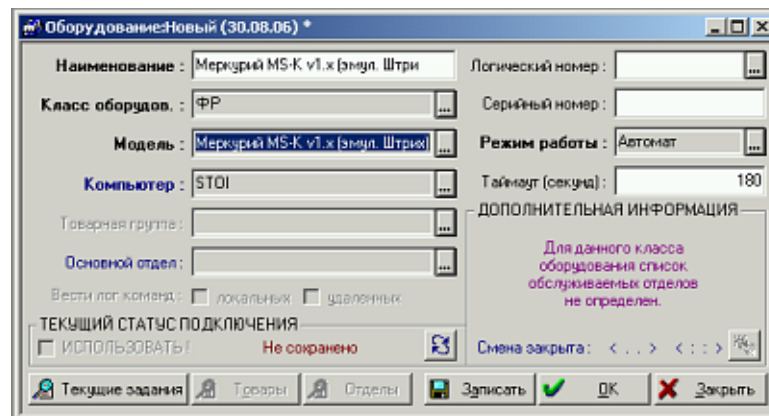 Оборудование:Новый (30.08.06) *
Наименование : Меркурий MS-K v1.x (эмул. Штри
Логический номер : ...
Класс оборудов. : ФР ...
Серийный номер :
Модель : Меркурий MS-K v1.x (эмул. Штрих) ...
Режим работы : Автомат ...
Компьютер : STOI ...
Таймаут (секунд) : 180
Товарная группа : ...
Основной отдел : ...
Вести лог команд : локальных удаленных
ДОПОЛНИТЕЛЬНАЯ ИНФОРМАЦИЯ
Для данного класса
оборудования список
обслуживаемых отделов
не определен.
ТЕКУЩИЙ СТАТУС ПОДКЛЮЧЕНИЯ
ИСПОЛЬЗОВАТЬ! Не сохранено
Смена закрыта : < . . > < : : >
Текущие задания Товары Отделы Записать OK Закрыть